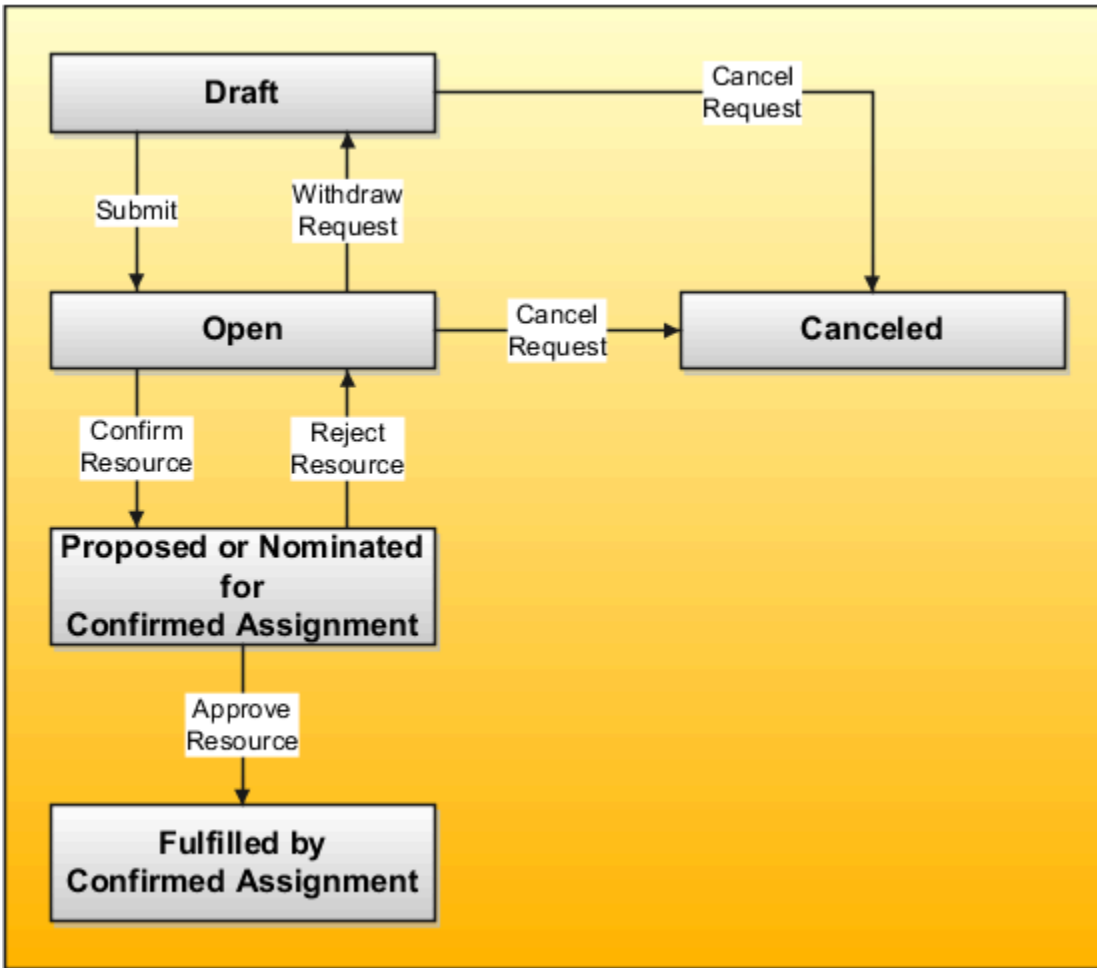 Draft
Cancel
Request
Submit
Withdraw
Request
Open
Cancel
Request
Canceled
Confirm
Resource
Reject
Resource
Proposed or Nominated
for
Confirmed Assignment
Approve
Resource
Fulfilled by
Confirmed Assignment